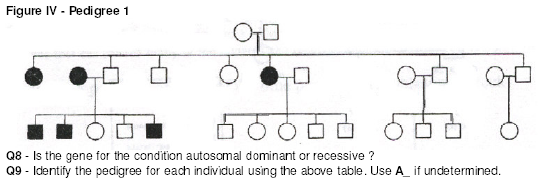 Figure IV - Pedigree 1
Q8 - Is the gene for the condition autosomal dominant or recessive ?
Q9 - Identify the pedigree for each individual using the above table. Use A_ if undetermined.